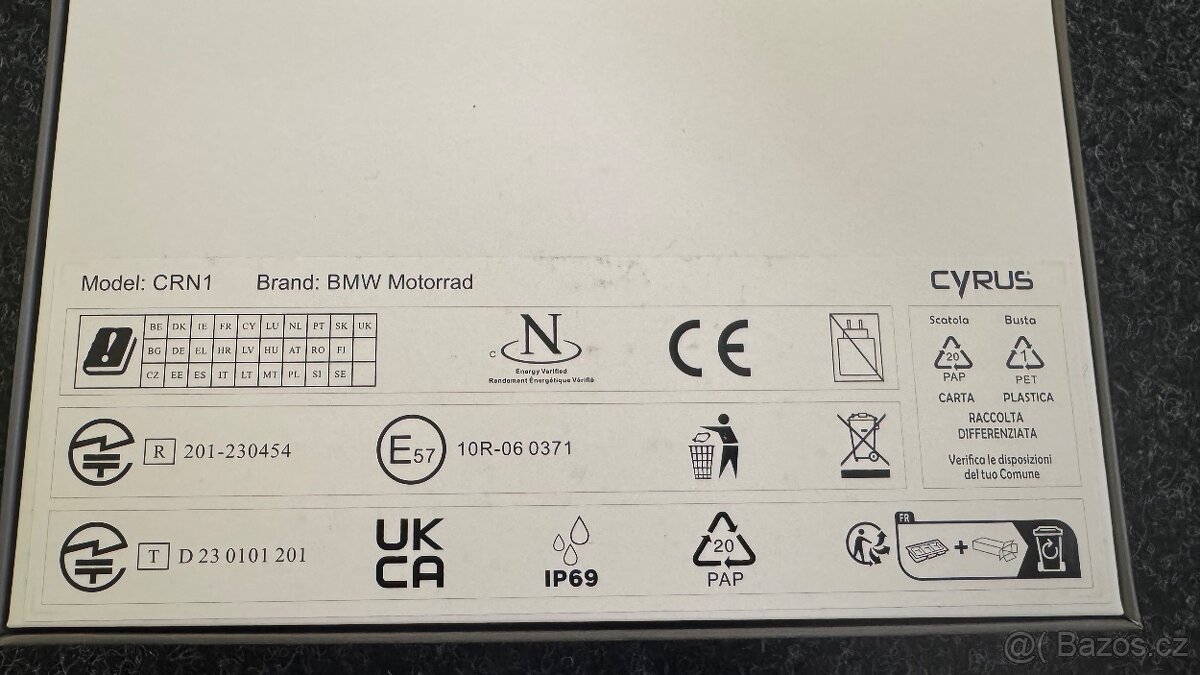 Model: CRN1 Brand: BMW Motorrad
CYRUS
BE DK IE FR CY LU NL PT SK UK
BG DE EL HR LV HU AT RO FI
CZ EE ES IT LT MT PL SI SE
C N
Energy Verified
Rendement Énergétique Vérifié
CE
Scatola Busta
20 1
PAP PET
CARTA PLASTICA
RACCOLTA
DIFFERENZIATA
Verifica le disposizioni
del tuo Comune
R 201-230454
E57 10R-06 0371
T D 23 0101 201
UK
CA
IP69
20
PAP
FR
@( Bazos.cz